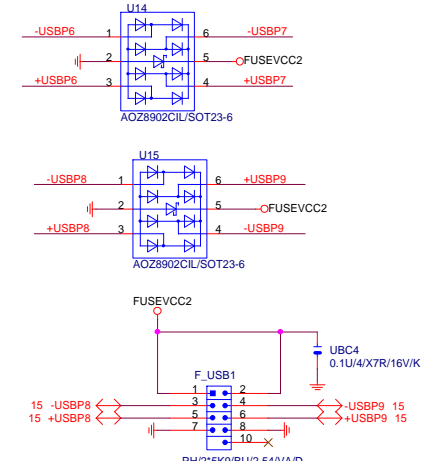 U14
-USBP6 1 6 -USBP7
2 5 FUSEVCC2
+USBP6 3 4 +USBP7
AOZ8902CIL/SOT23-6
U15
-USBP8 1 6 +USBP9
2 5 FUSEVCC2
+USBP8 3 4 -USBP9
AOZ8902CIL/SOT23-6
FUSEVCC2
UBC4
0.1U/4/X7R/16V/K
F_USB1
1 2
15 -USBP8 3 4 -USBP9 15
15 +USBP8 5 6 +USBP9 15
7 8
10